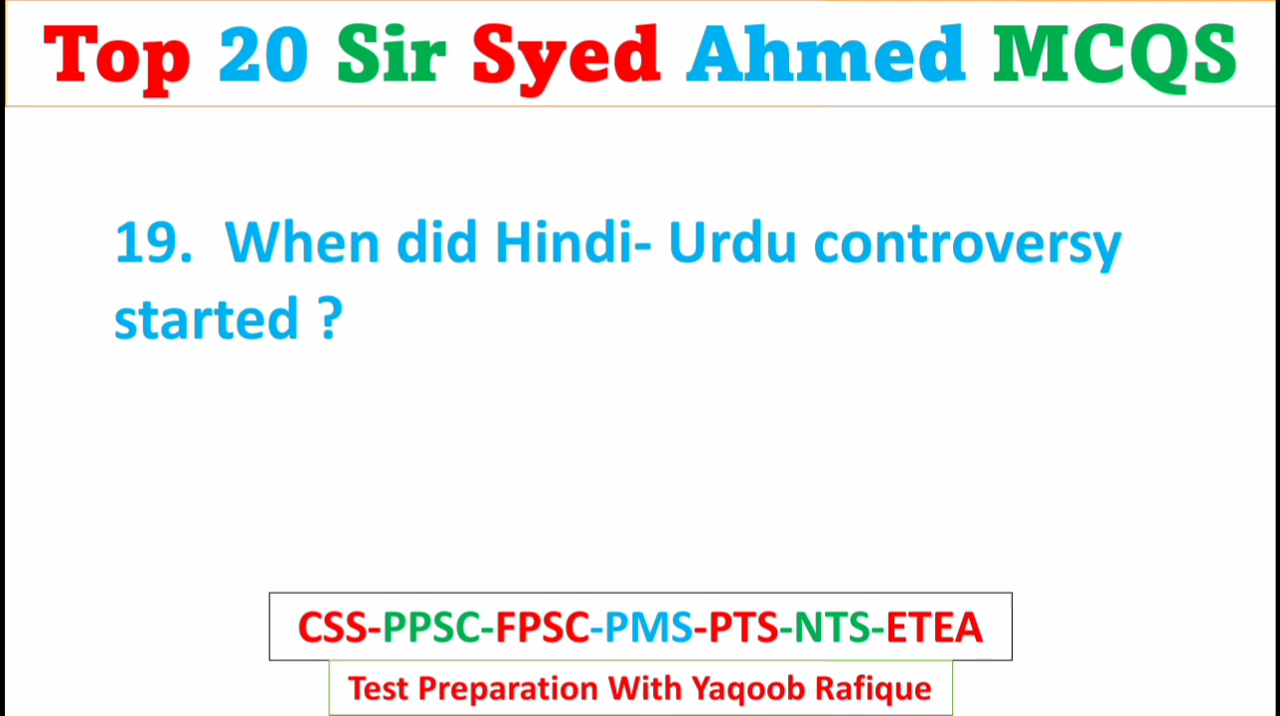 Top 20 Sir Syed Ahmed MCQS
19. When did Hindi- Urdu controversy
started ?
CSS-PPSC-FPSC-PMS-PTS-NTS-ETEA
Test Preparation With Yaqoob Rafique